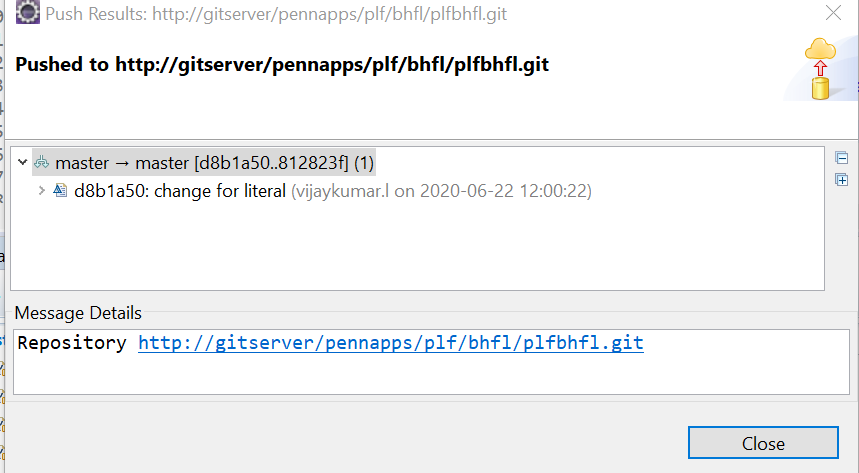 Push Results: http://gitserver/pennapps/plf/bhfl/plfbhfl.git
Pushed to http://gitserver/pennapps/plf/bhfl/plfbhfl.git
master → master [d8b1a50..812823f] (1)
d8b1a50: change for literal (vijaykumar.l on 2020-06-22 12:00:22)
Message Details
Repository http://gitserver/pennapps/plf/bhfl/plfbhfl.git
Close